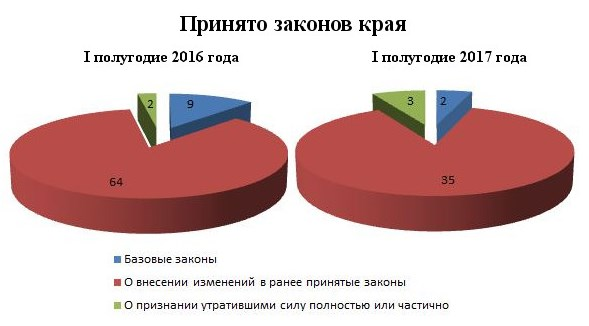 Принято законов края
I полугодие 2016 года
I полугодие 2017 года
2
9
64
3
2
35
Базовые законы
О внесении изменений в ранее принятые законы
О признании утратившими силу полностью или частично